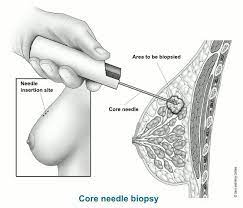 Area to be biopsied
Needle
insertion site
Core needle
Core needle biopsy